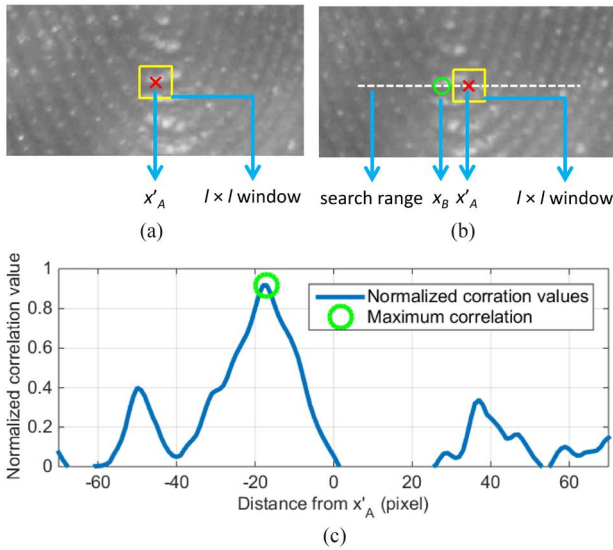 x'A
l × l window
(a)
search range
xB
x'A
l × l window
(b)
Normalized correlation value
1
0.8
0.6
0.4
0.2
0
Normalized corration values
Maximum correlation
-60
-40
-20
0
20
40
60
Distance from x'A (pixel)
(c)